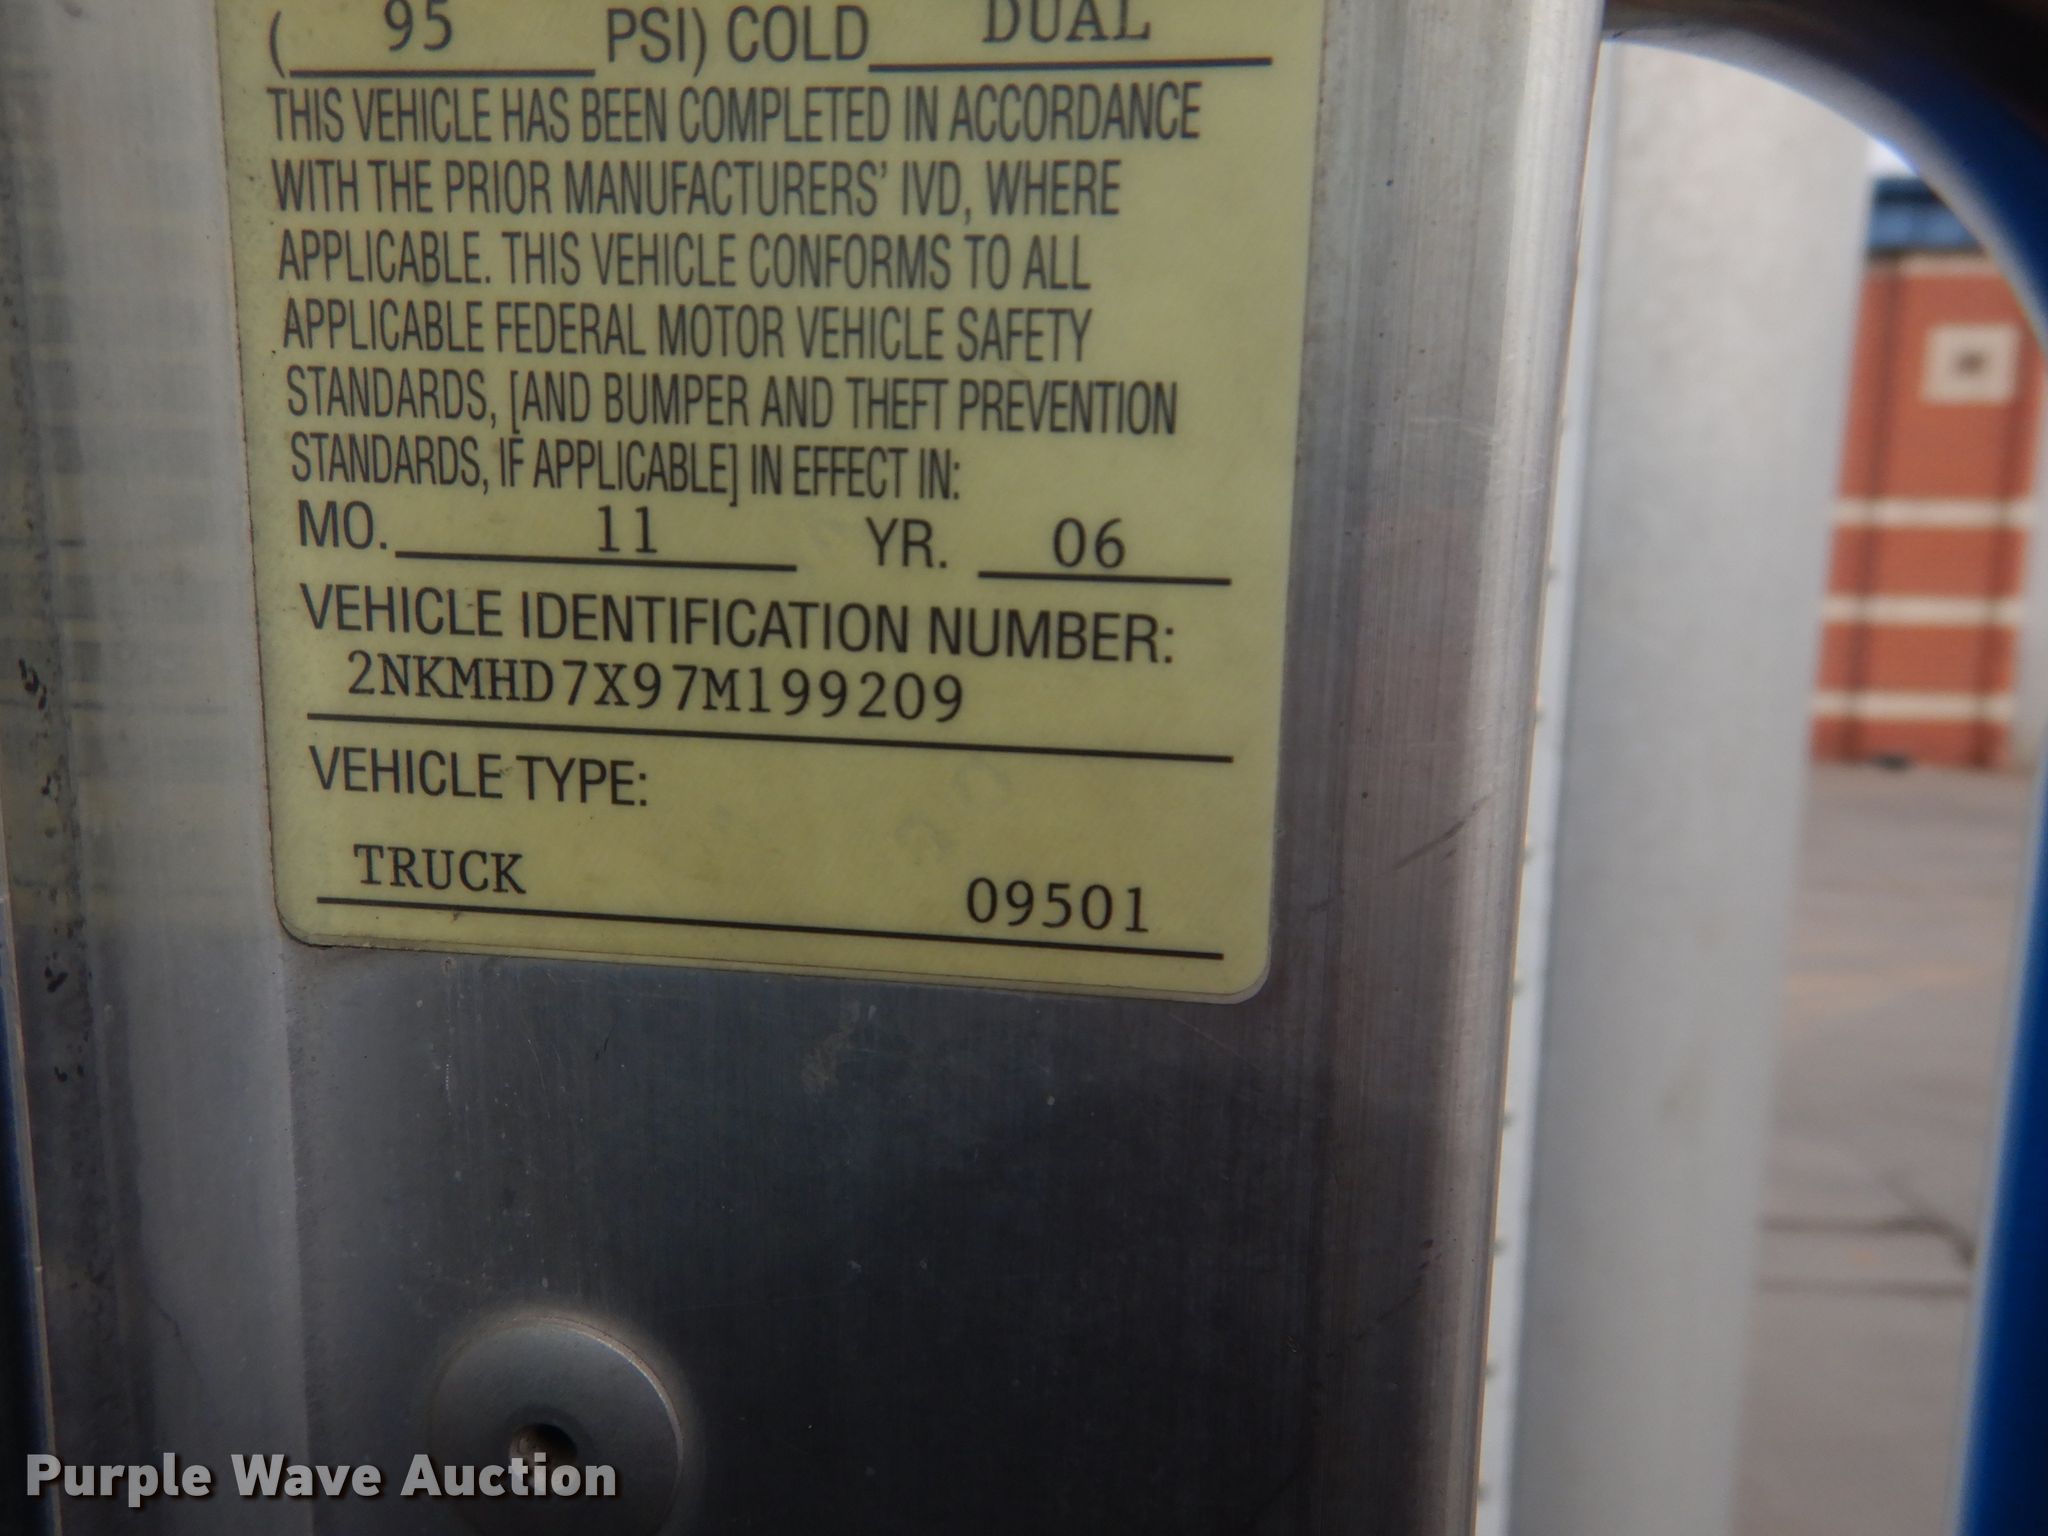 ( 95 PSI) COLD DUAL
THIS VEHICLE HAS BEEN COMPLETED IN ACCORDANCE
WITH THE PRIOR MANUFACTURERS' IVD, WHERE
APPLICABLE. THIS VEHICLE CONFORMS TO ALL
APPLICABLE FEDERAL MOTOR VEHICLE SAFETY
STANDARDS, [AND BUMPER AND THEFT PREVENTION
STANDARDS, IF APPLICABLE] IN EFFECT IN:
MO. 11 YR. 06
VEHICLE IDENTIFICATION NUMBER:
2NKMHD7X97M199209
VEHICLE TYPE:
TRUCK 09501
Purple Wave Auction